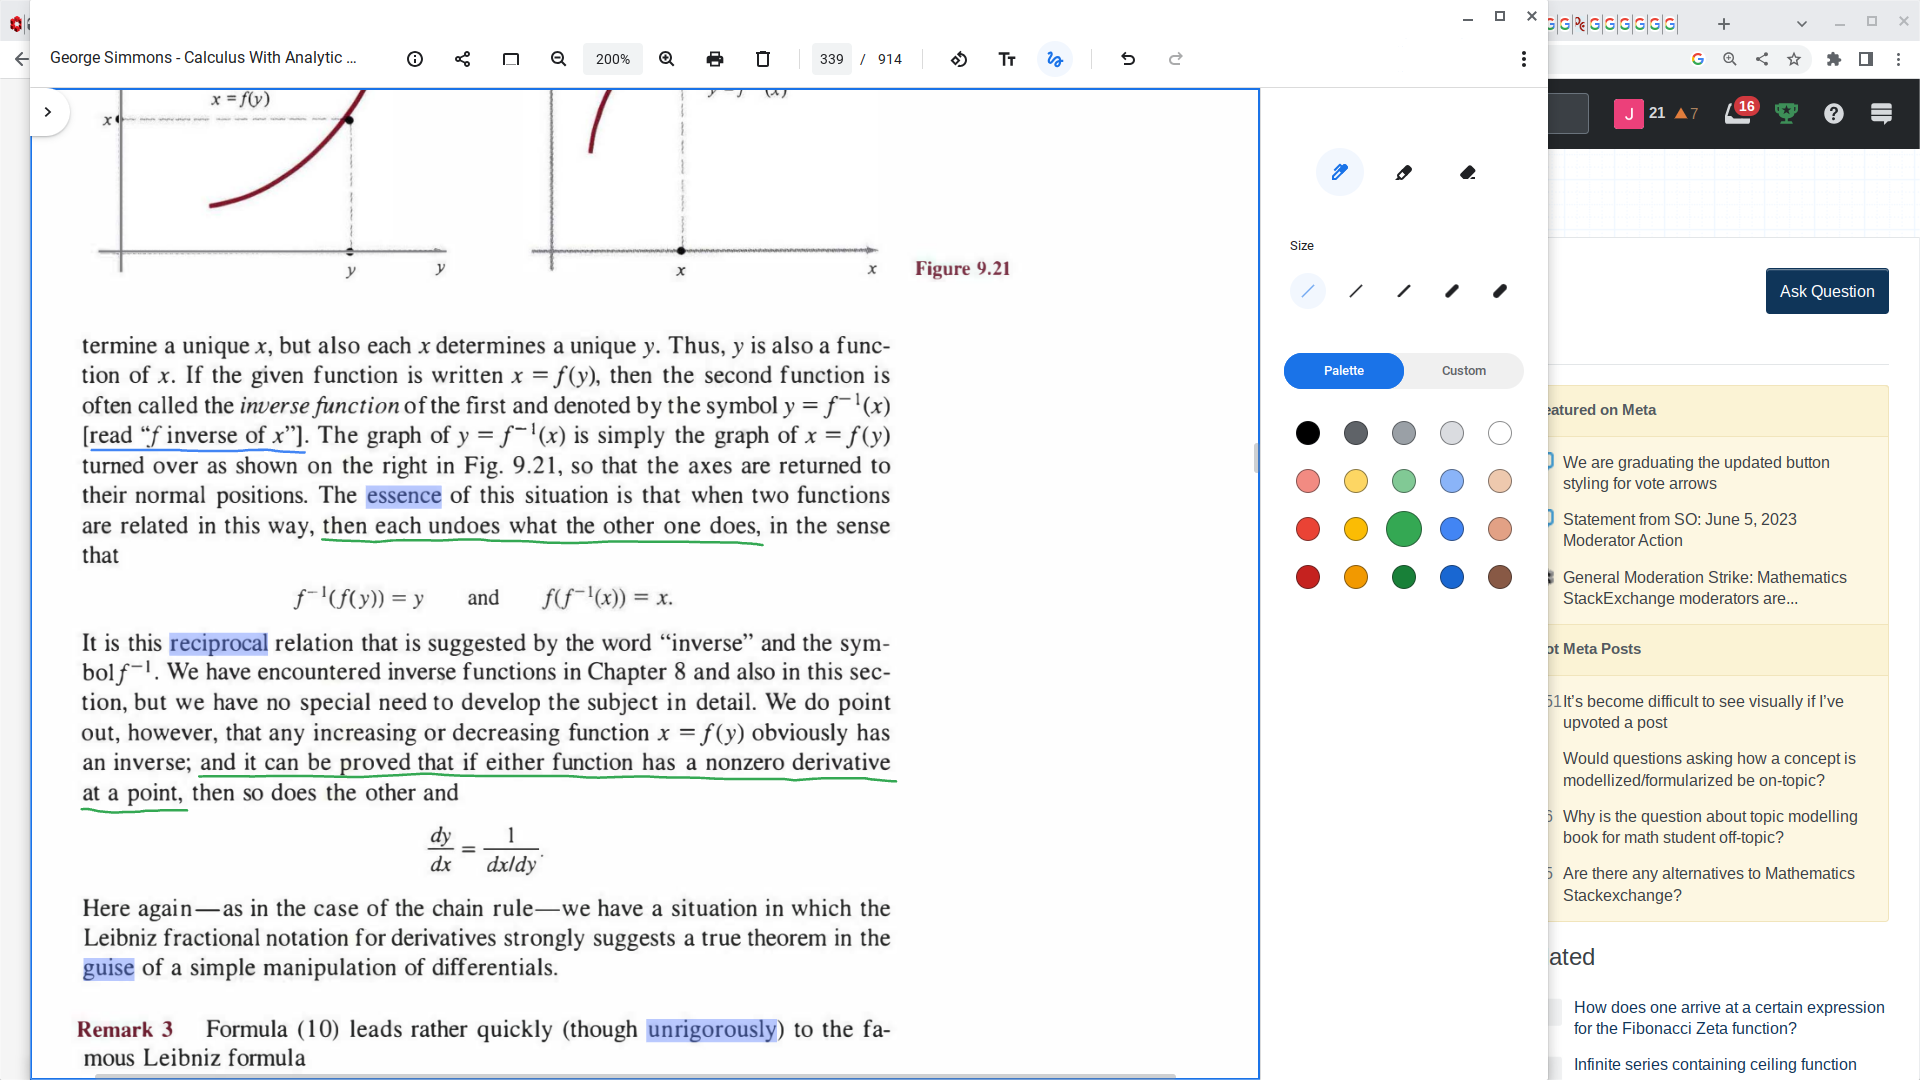 George Simmons - Calculus With Analytic ...
200%
339 / 914
x = f(y)
x
y
y
x
x
Figure 9.21
termine a unique x, but also each x determines a unique y. Thus, y is also a func-
tion of x. If the given function is written x = f(y), then the second function is
often called the inverse function of the first and denoted by the symbol y = f⁻¹(x)
[read “f inverse of x”]. The graph of y = f⁻¹(x) is simply the graph of x = f(y)
turned over as shown on the right in Fig. 9.21, so that the axes are returned to
their normal positions. The essence of this situation is that when two functions
are related in this way, then each undoes what the other one does, in the sense
that
f⁻¹(f(y)) = y and f(f⁻¹(x)) = x.
It is this reciprocal relation that is suggested by the word “inverse” and the sym-
bol f⁻¹. We have encountered inverse functions in Chapter 8 and also in this sec-
tion, but we have no special need to develop the subject in detail. We do point
out, however, that any increasing or decreasing function x = f(y) obviously has
an inverse; and it can be proved that if either function has a nonzero derivative
at a point, then so does the other and
dy/dx = 1/(dx/dy).
Here again—as in the case of the chain rule—we have a situation in which the
Leibniz fractional notation for derivatives strongly suggests a true theorem in the
guise of a simple manipulation of differentials.
Remark 3 Formula (10) leads rather quickly (though unrigorously) to the fa-
mous Leibniz formula
Size
Palette
Custom
J 21 ▲7 16
Ask Question
eatured on Meta
We are graduating the updated button
styling for vote arrows
Statement from SO: June 5, 2023
Moderator Action
General Moderation Strike: Mathematics
StackExchange moderators are...
ot Meta Posts
51 It’s become difficult to see visually if I’ve
upvoted a post
Would questions asking how a concept is
modellized/formularized be on-topic?
6 Why is the question about topic modelling
book for math student off-topic?
5 Are there any alternatives to Mathematics
Stackexchange?
ated
How does one arrive at a certain expression
for the Fibonacci Zeta function?
Infinite series containing ceiling function